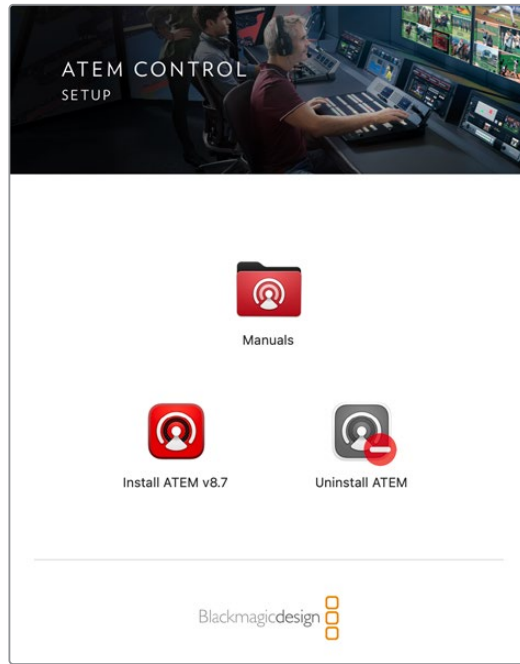 ATEM CONTROL
SETUP
Manuals
Install ATEM v8.7
Uninstall ATEM
Blackmagicdesign